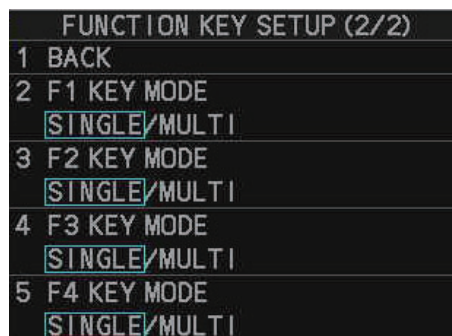 FUNCTION KEY SETUP (2/2)
1 BACK
2 F1 KEY MODE
SINGLE/MULTI
3 F2 KEY MODE
SINGLE/MULTI
4 F3 KEY MODE
SINGLE/MULTI
5 F4 KEY MODE
SINGLE/MULTI